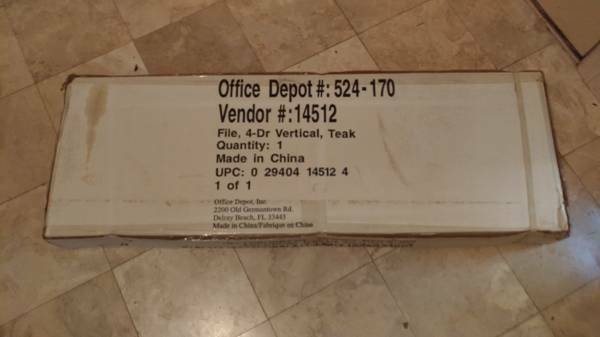 Office Depot #: 524-170
Vendor #:14512
File, 4-Dr Vertical, Teak
Quantity: 1
Made in China
UPC: 0 29404 14512 4
1 of 1
Office Depot, Inc.
2200 Old Germantown Rd.
Delray Beach, FL 33445
Made in China/Fabrique en Chine